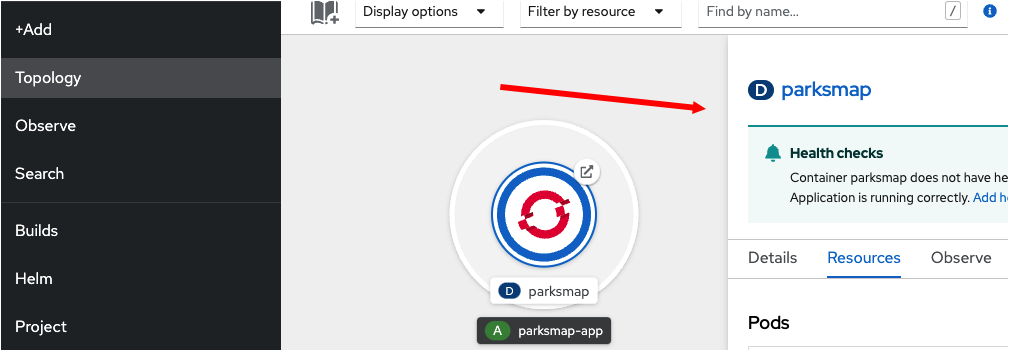 +Add
Topology
Observe
Search
Builds
Helm
Project
Display options
Filter by resource
Find by name...
/
D parksmap
A parksmap-app
D parksmap
Health checks
Container parksmap does not have he
Application is running correctly. Add h
Details Resources Observe
Pods